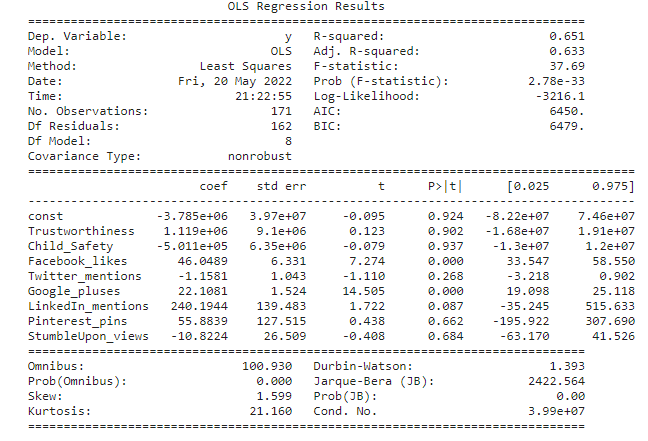 OLS Regression Results
==============================================================================
Dep. Variable:                      y   R-squared:                       0.651
Model:                            OLS   Adj. R-squared:                  0.633
Method:                 Least Squares   F-statistic:                     37.69
Date:                Fri, 20 May 2022   Prob (F-statistic):           2.78e-33
Time:                        21:22:55   Log-Likelihood:                -3216.1
No. Observations:                 171   AIC:                             6450.
Df Residuals:                     162   BIC:                             6479.
Df Model:                           8
Covariance Type:            nonrobust
=====================================================================================
                        coef    std err          t      P>|t|      [0.025      0.975]
-------------------------------------------------------------------------------------
const             -3.785e+06   3.97e+07     -0.095      0.924   -8.22e+07    7.46e+07
Trustworthiness    1.119e+06    9.1e+06      0.123      0.902   -1.68e+07    1.91e+07
Child_Safety      -5.011e+05   6.35e+06     -0.079      0.937    -1.3e+07     1.2e+07
Facebook_likes       46.0489      6.331      7.274      0.000      33.547      58.550
Twitter_mentions     -1.1581      1.043     -1.110      0.268      -3.218       0.902
Google_pluses        22.1081      1.524     14.505      0.000      19.098      25.118
LinkedIn_mentions   240.1944    139.483      1.722      0.087     -35.245     515.633
Pinterest_pins       55.8839    127.515      0.438      0.662    -195.922     307.690
StumbleUpon_views   -10.8224     26.509     -0.408      0.684     -63.170      41.526
==============================================================================
Omnibus:                      100.930   Durbin-Watson:                   1.393
Prob(Omnibus):                  0.000   Jarque-Bera (JB):             2422.564
Skew:                           1.599   Prob(JB):                         0.00
Kurtosis:                      21.160   Cond. No.                     3.99e+07
==============================================================================